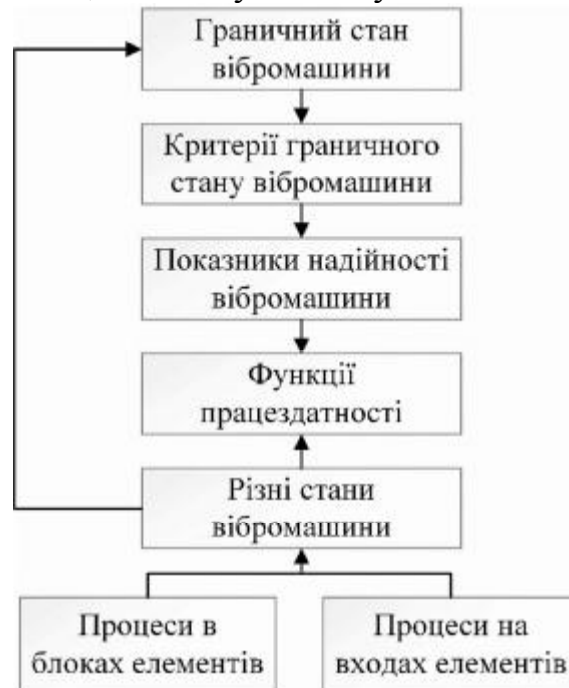 Граничний стан
вібромашини
Критерії граничного
стану вібромашини
Показники надійності
вібромашини
Функції
працездатності
Різні стани
вібромашини
Процеси в
блоках елементів
Процеси на
входах елементів